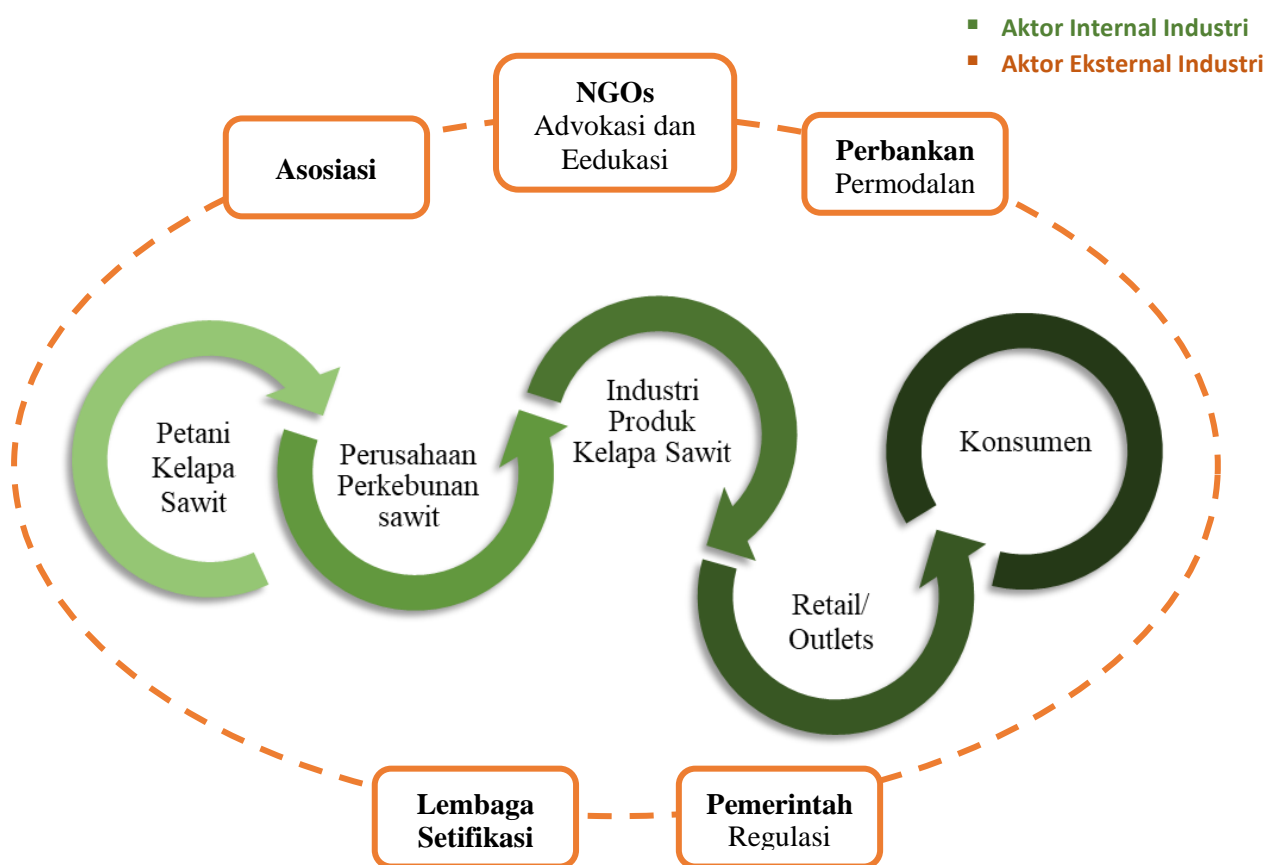 Aktor Internal Industri
Aktor Eksternal Industri
NGOs
Advokasi dan
Eedukasi
Asosiasi
Perbankan
Permodalan
Petani
Kelapa
Sawit
Perusahaan
Perkebunan
sawit
Industri
Produk
Kelapa Sawit
Retail/
Outlets
Konsumen
Lembaga
Setifikasi
Pemerintah
Regulasi